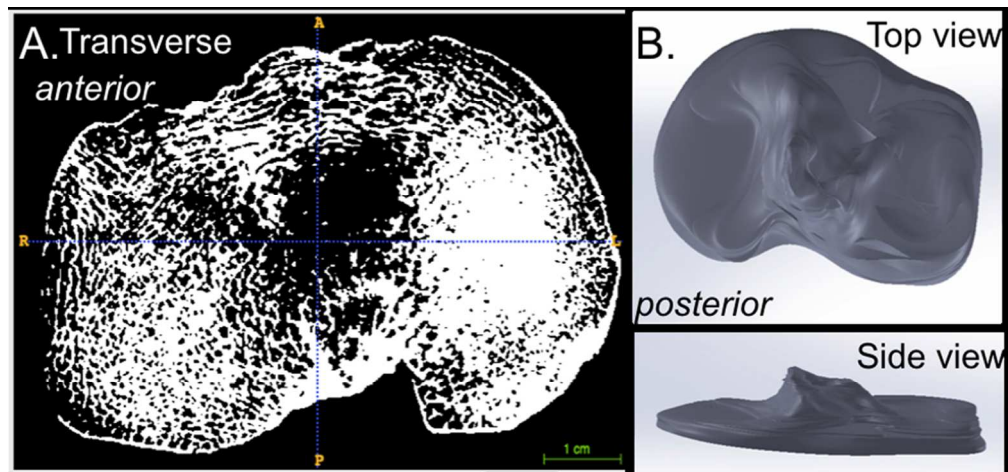 A. Transverse
anterior
A
R
L
P
1 cm
B.
Top view
posterior
Side view